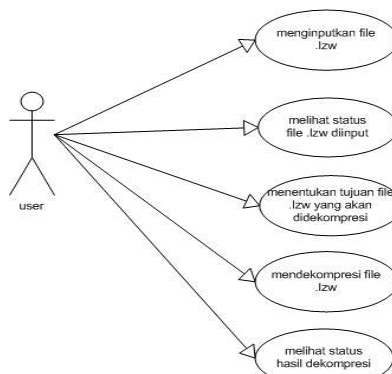 menginputkan file
.lzw
melihat status
file .lzw diinput
menentukan tujuan file
.lzw yang akan
didekompresi
user
mendekompresi file
.lzw
melihat status
hasil dekompresi